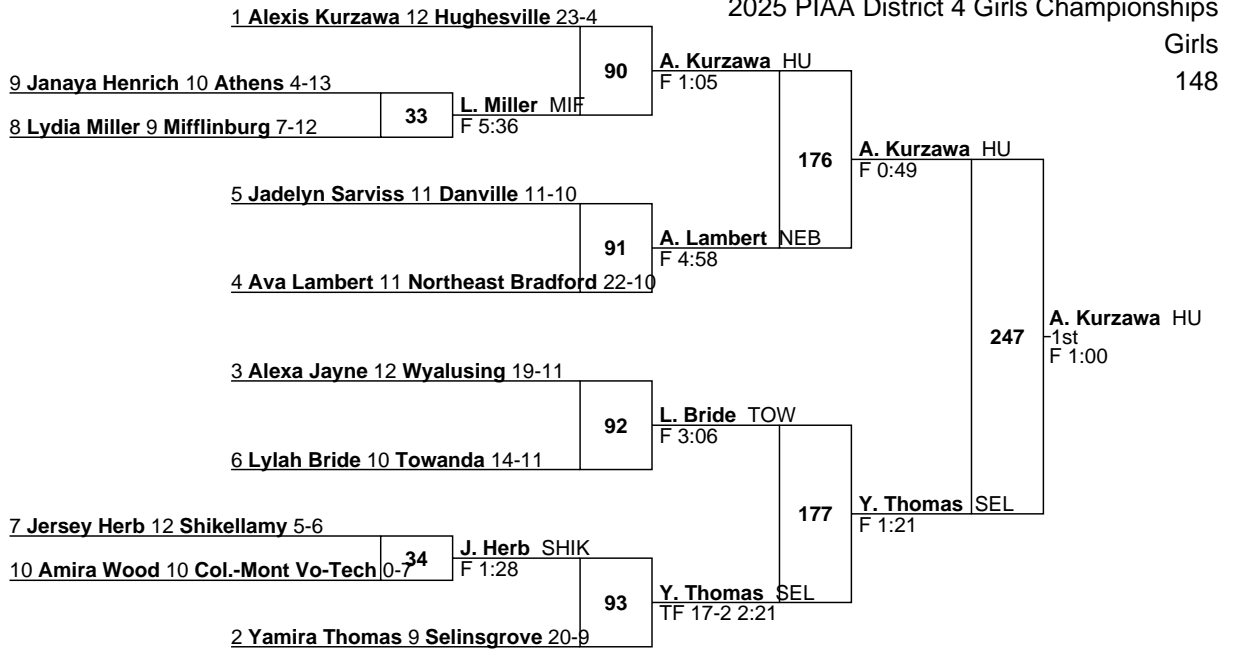 2025 PIAA District 4 Girls Championships
Girls
148
1 Alexis Kurzawa 12 Hughesville 23-4
90
A. Kurzawa HU
F 1:05
9 Janaya Henrich 10 Athens 4-13
33
L. Miller MIF
F 5:36
8 Lydia Miller 9 Mifflinburg 7-12
176
A. Kurzawa HU
F 0:49
5 Jadelyn Sarviss 11 Danville 11-10
91
A. Lambert NEB
F 4:58
4 Ava Lambert 11 Northeast Bradford 22-10
247
A. Kurzawa HU
1st
F 1:00
3 Alexa Jayne 12 Wyalusing 19-11
92
L. Bride TOW
F 3:06
6 Lylah Bride 10 Towanda 14-11
177
Y. Thomas SEL
F 1:21
7 Jersey Herb 12 Shikellamy 5-6
34
J. Herb SHIK
F 1:28
10 Amira Wood 10 Col.-Mont Vo-Tech 0-7
93
Y. Thomas SEL
TF 17-2 2:21
2 Yamira Thomas 9 Selinsgrove 20-9